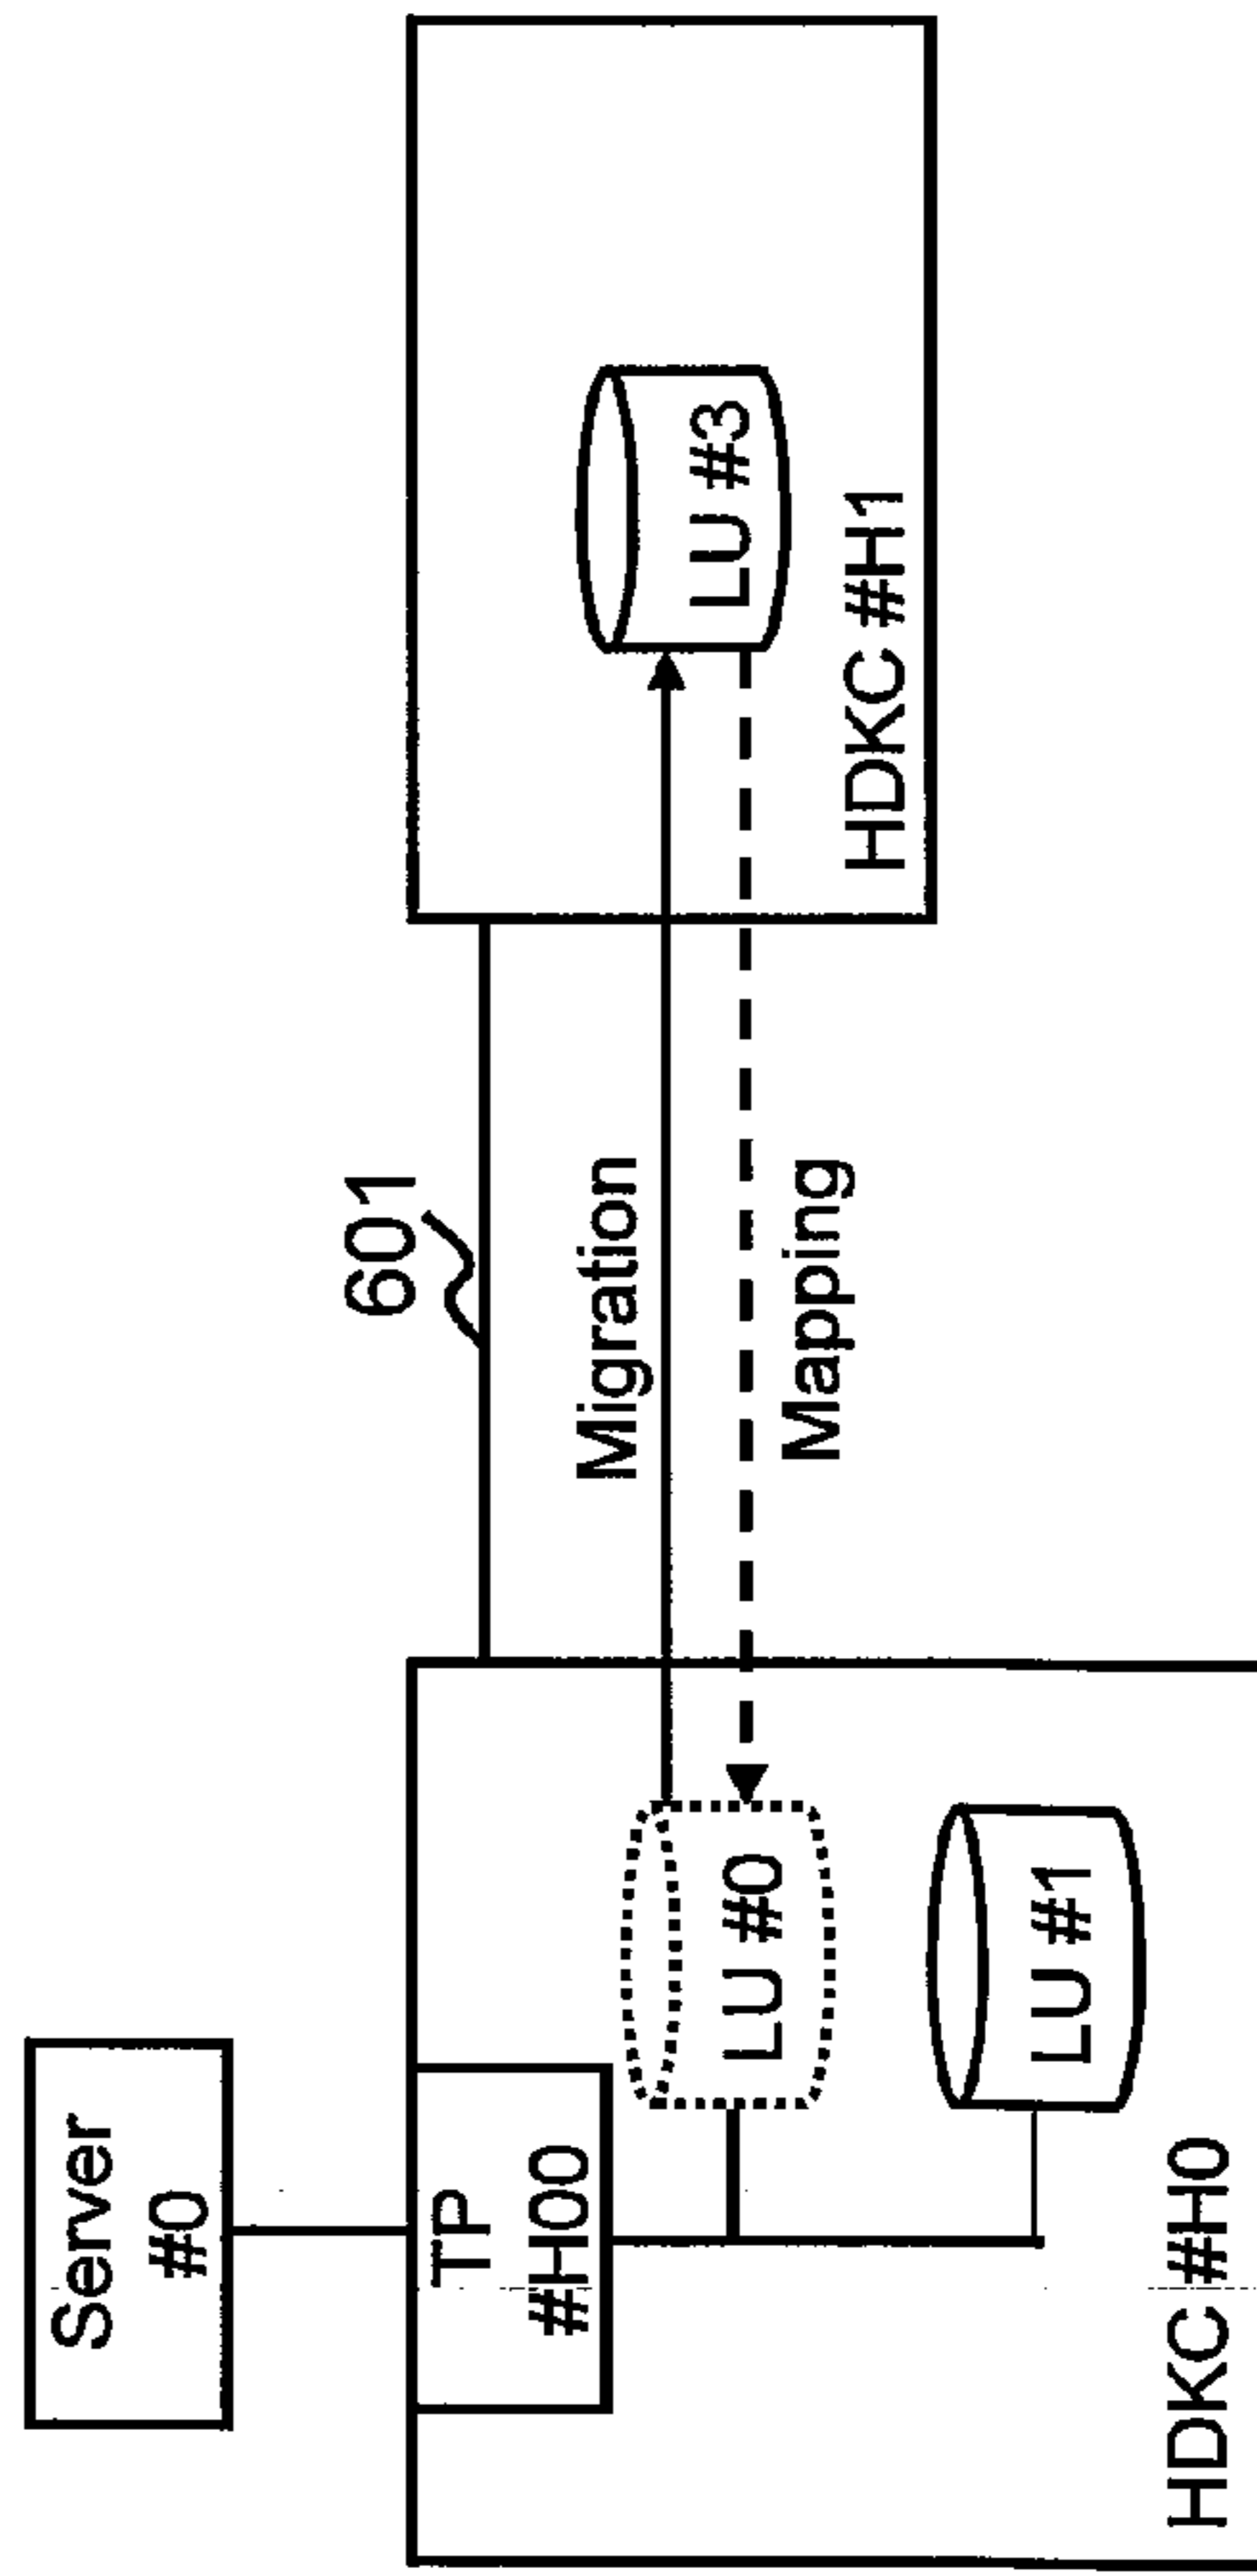 Server
#0
TP
#H00
LU #0
LU #1
HDKC #H0
601
Migration
Mapping
LU #3
HDKC #H1